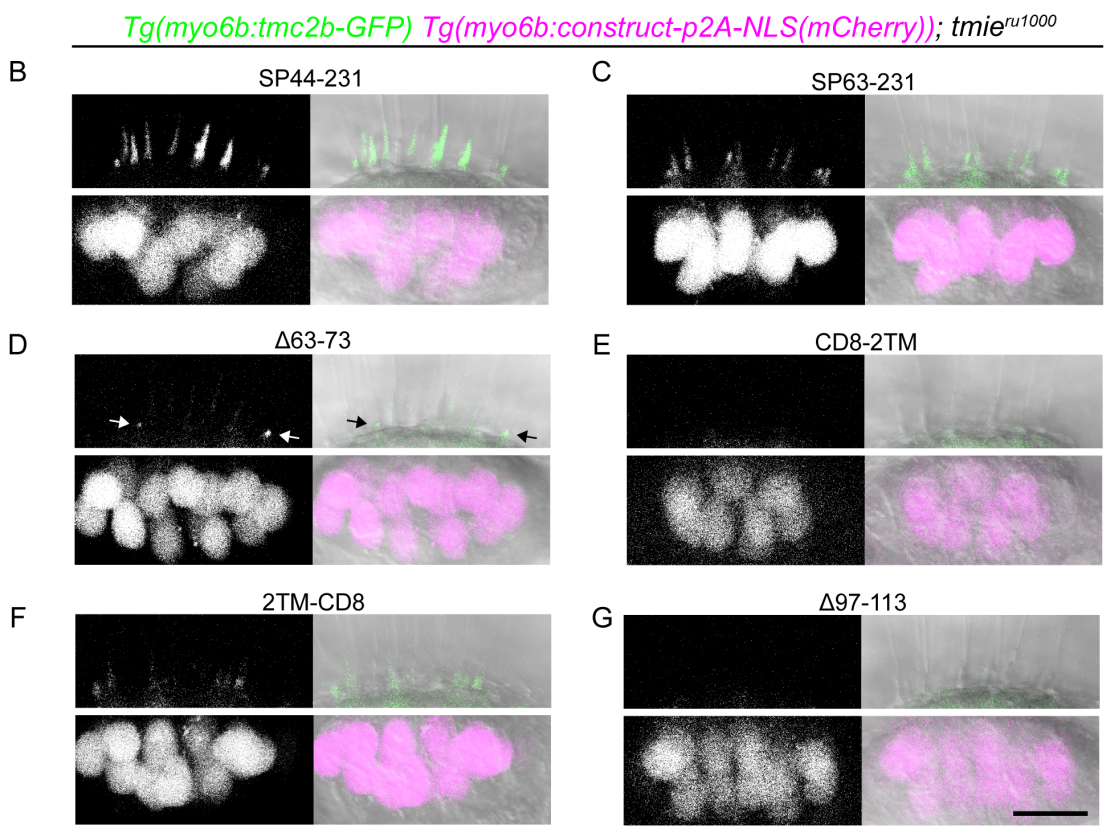 Tg(myo6b:tmc2b-GFP) Tg(myo6b:construct-p2A-NLS(mCherry)); tmie^ru1000
B
SP44-231
C
SP63-231
D
Δ63-73
E
CD8-2TM
F
2TM-CD8
G
Δ97-113